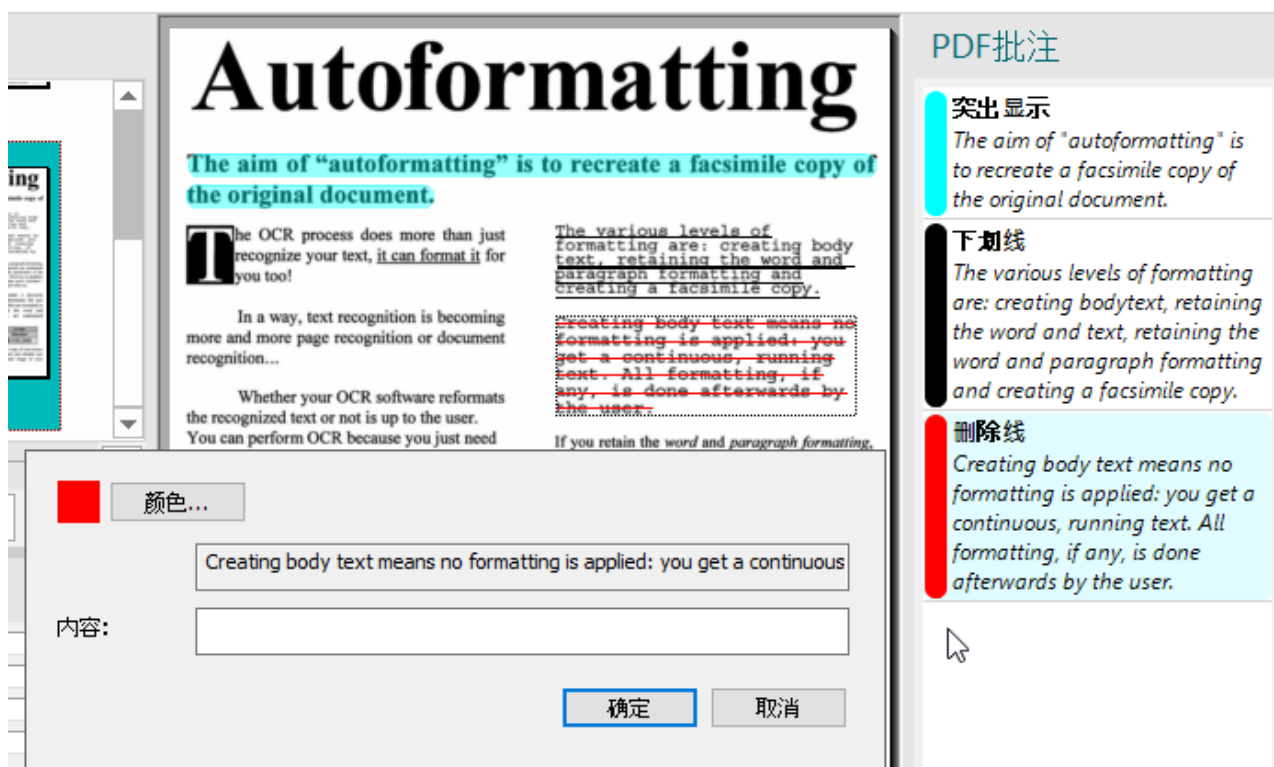 Autoformatting
The aim of “autoformatting” is to recreate a facsimile copy of
the original document.
The OCR process does more than just
recognize your text, it can format it for
you too!
In a way, text recognition is becoming
more and more page recognition or document
recognition...
Whether your OCR software reformats
the recognized text or not is up to the user.
You can perform OCR because you just need
The various levels of
formatting are: creating body
text, retaining the word and
paragraph formatting and
creating a facsimile copy.
Creating body text means no
formatting is applied: you
get a continuous, running
text. All formatting, if
any, is done afterwards by
the user.
If you retain the word and paragraph formatting,
ing
颜色...
Creating body text means no formatting is applied: you get a continuous
内容:
确定
取消
PDF批注
突出显示
The aim of "autoformatting" is
to recreate a facsimile copy of
the original document.
下划线
The various levels of formatting
are: creating bodytext, retaining
the word and text, retaining the
word and paragraph formatting
and creating a facsimile copy.
删除线
Creating body text means no
formatting is applied: you get a
continuous, running text. All
formatting, if any, is done
afterwards by the user.